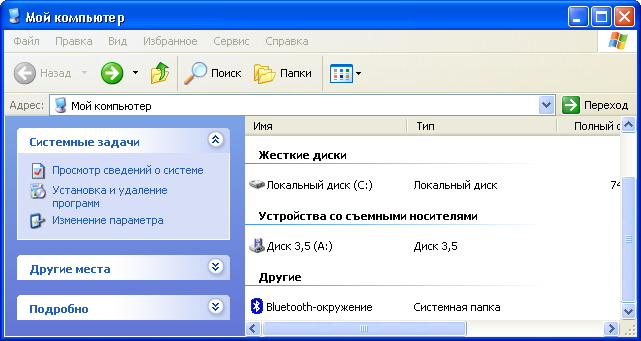 Мой компьютер
Файл Правка Вид Избранное Сервис Справка
Назад Поиск Папки
Адрес: Мой компьютер Переход
Имя Тип Полный
Системные задачи
Просмотр сведений о системе
Установка и удаление
программ
Изменение параметра
Другие места
Подробно
Жесткие диски
Локальный диск (C:) Локальный диск 74
Устройства со съемными носителями
Диск 3,5 (A:) Диск 3,5
Другие
Bluetooth-окружение Системная папка